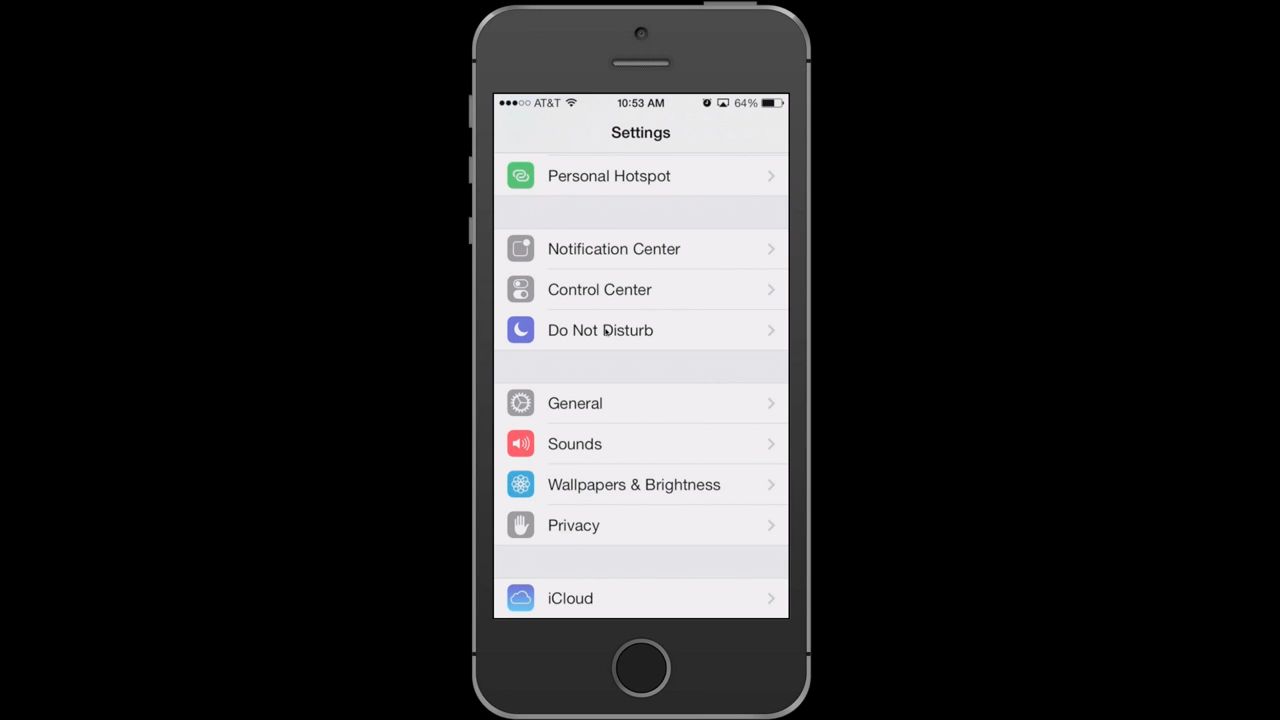 AT&T 10:53 AM 64%
Settings
Personal Hotspot
Notification Center
Control Center
Do Not Disturb
General
Sounds
Wallpapers & Brightness
Privacy
iCloud